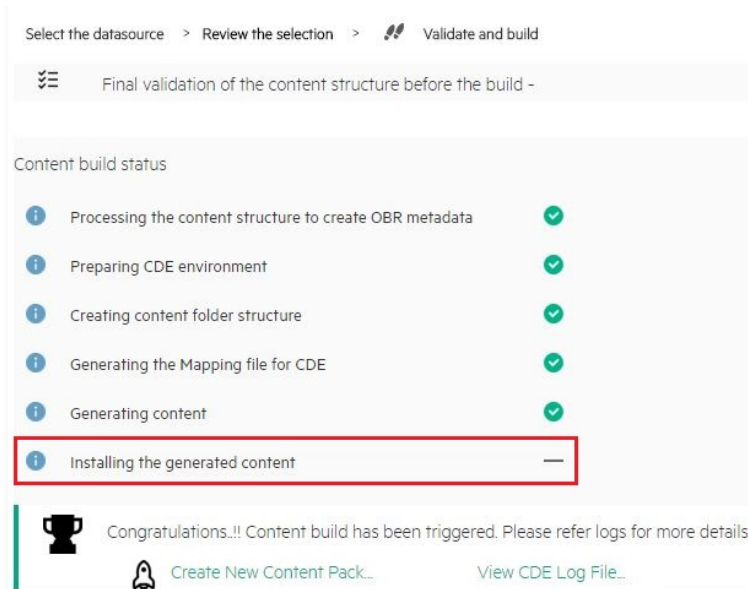 Select the datasource > Review the selection > Validate and build
Final validation of the content structure before the build -
Content build status
Processing the content structure to create OBR metadata
Preparing CDE environment
Creating content folder structure
Generating the Mapping file for CDE
Generating content
Installing the generated content
Congratulations..!! Content build has been triggered. Please refer logs for more details
Create New Content Pack... View CDE Log File...